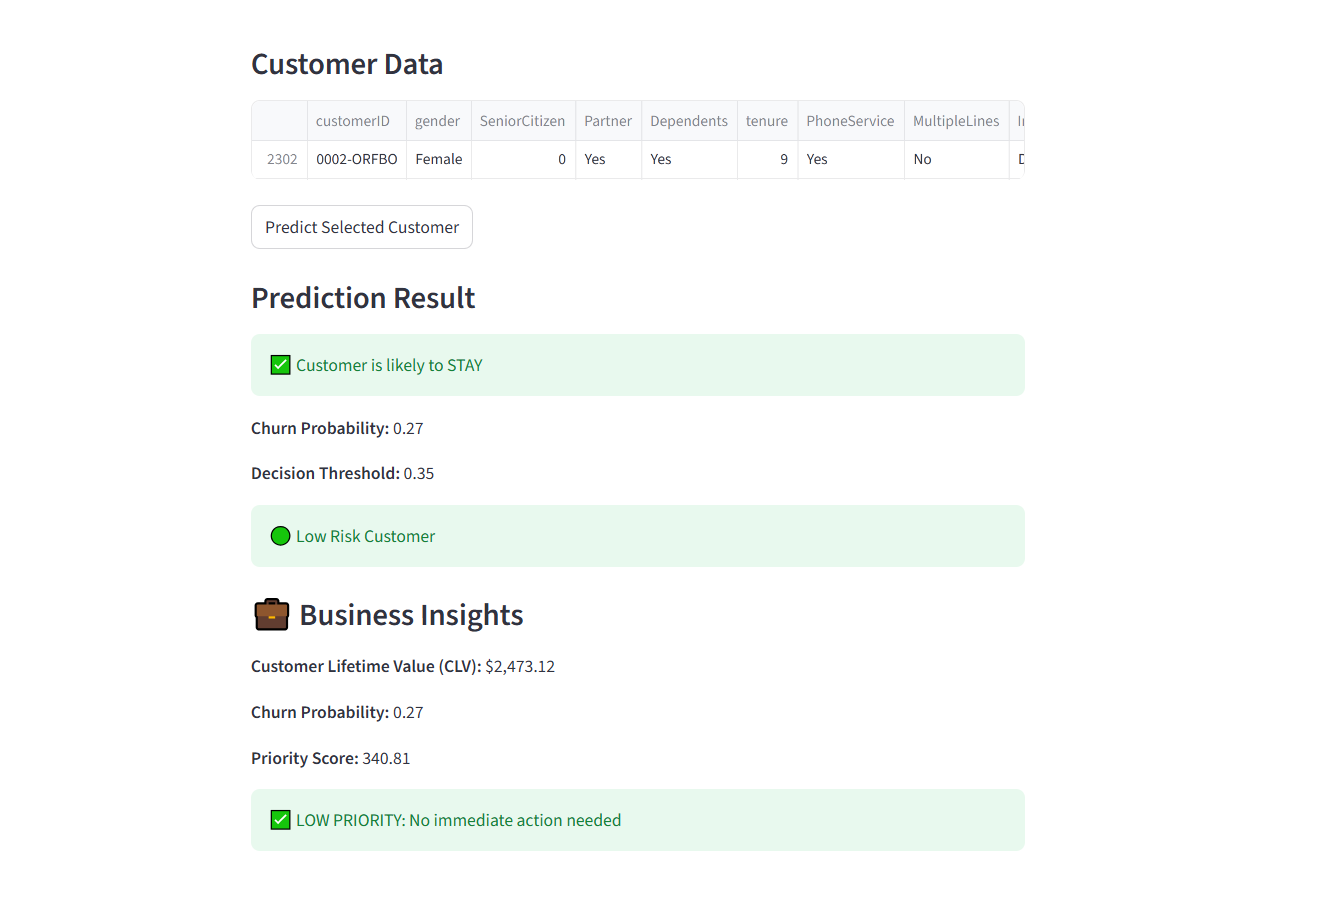 Customer Data
customerID gender SeniorCitizen Partner Dependents tenure PhoneService MultipleLines
2302 0002-ORFBO Female 0 Yes Yes 9 Yes No
Predict Selected Customer
Prediction Result
✅ Customer is likely to STAY
Churn Probability: 0.27
Decision Threshold: 0.35
🟢 Low Risk Customer
💼 Business Insights
Customer Lifetime Value (CLV): $2,473.12
Churn Probability: 0.27
Priority Score: 340.81
✅ LOW PRIORITY: No immediate action needed